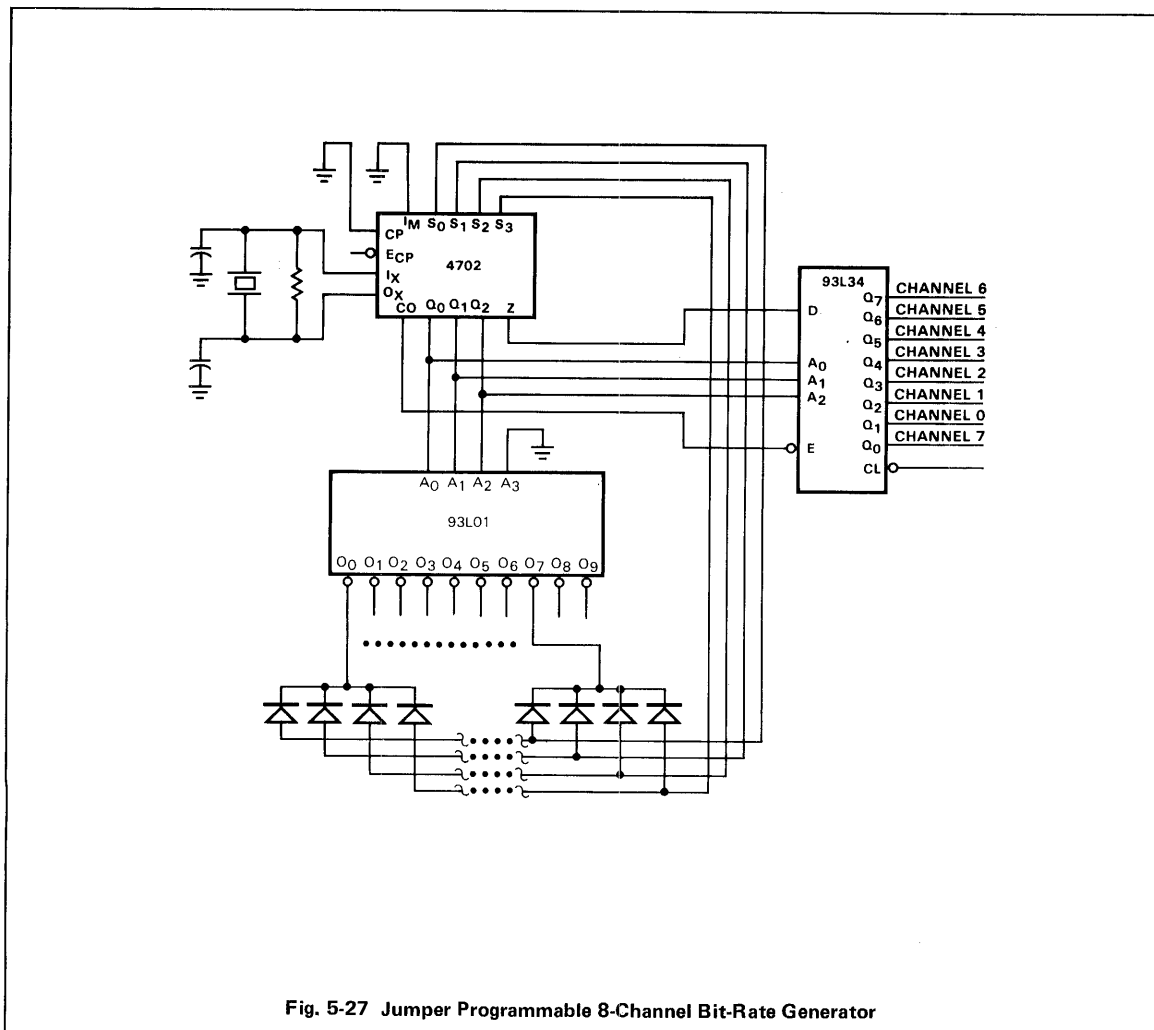 IM S0 S1 S2 S3
CP
ECP
4702
IX
OX
CO Q0 Q1 Q2 Z
93L34
D
A0
A1
A2
E
Q7 CHANNEL 6
Q6 CHANNEL 5
Q5 CHANNEL 4
Q4 CHANNEL 3
Q3 CHANNEL 2
Q2 CHANNEL 1
Q1 CHANNEL 0
Q0 CHANNEL 7
CL
A0 A1 A2 A3
93L01
O0 O1 O2 O3 O4 O5 O6 O7 O8 O9
Fig. 5-27 Jumper Programmable 8-Channel Bit-Rate Generator